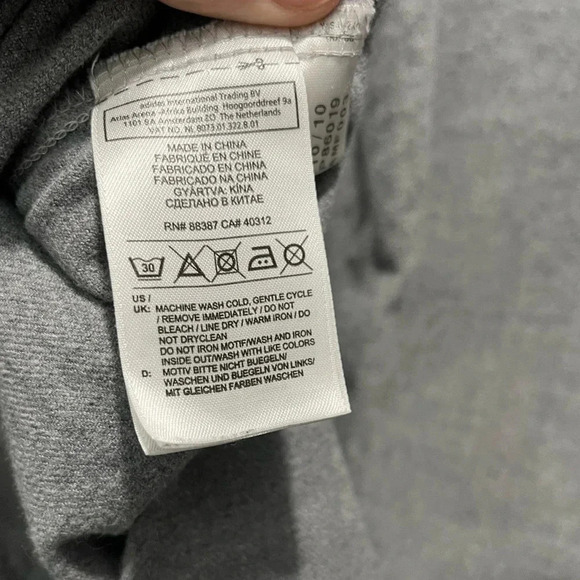 adidas International Trading BV
Atlas Arena -Afrika Building Hoogoorddreef 9a
1101 BA Amsterdam ZO The Netherlands
VAT NO. NL 8073.01.322.B.01
MADE IN CHINA
FABRIQUÉ EN CHINE
FABRICADO EN CHINA
FABRICADO NA CHINA
GYÁRTVA: KÍNA
СДЕЛАНО В КИТАЕ
RN# 88387 CA# 40312
30
US /
UK: MACHINE WASH COLD, GENTLE CYCLE
/ REMOVE IMMEDIATELY / DO NOT
BLEACH / LINE DRY / WARM IRON / DO
NOT DRYCLEAN
DO NOT IRON MOTIF/WASH AND IRON
INSIDE OUT/WASH WITH LIKE COLORS
D: MOTIV BITTE NICHT BUEGELN/
WASCHEN UND BUEGELN VON LINKS/
MIT GLEICHEN FARBEN WASCHEN
10/10